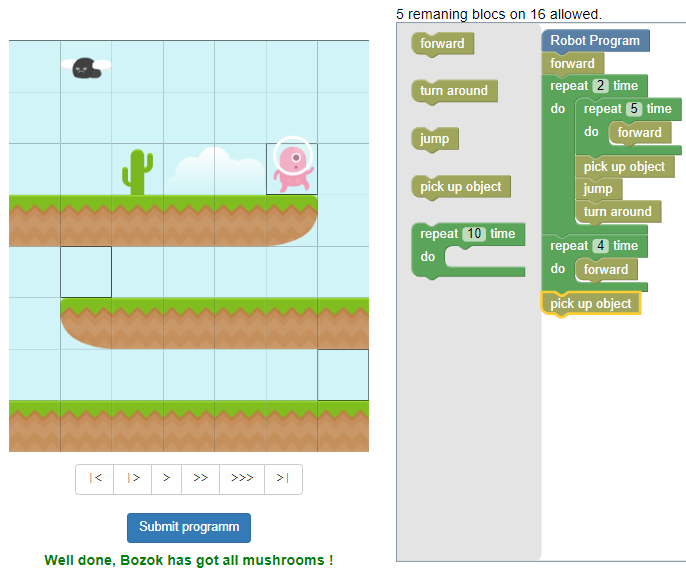 5 remaning blocs on 16 allowed.
forward
turn around
jump
pick up object
repeat 10 time
do
Robot Program
forward
repeat 2 time
do repeat 5 time
do forward
pick up object
jump
turn around
repeat 4 time
do forward
pick up object
|< |> > >> >>> >|
Submit programm
Well done, Bozok has got all mushrooms !